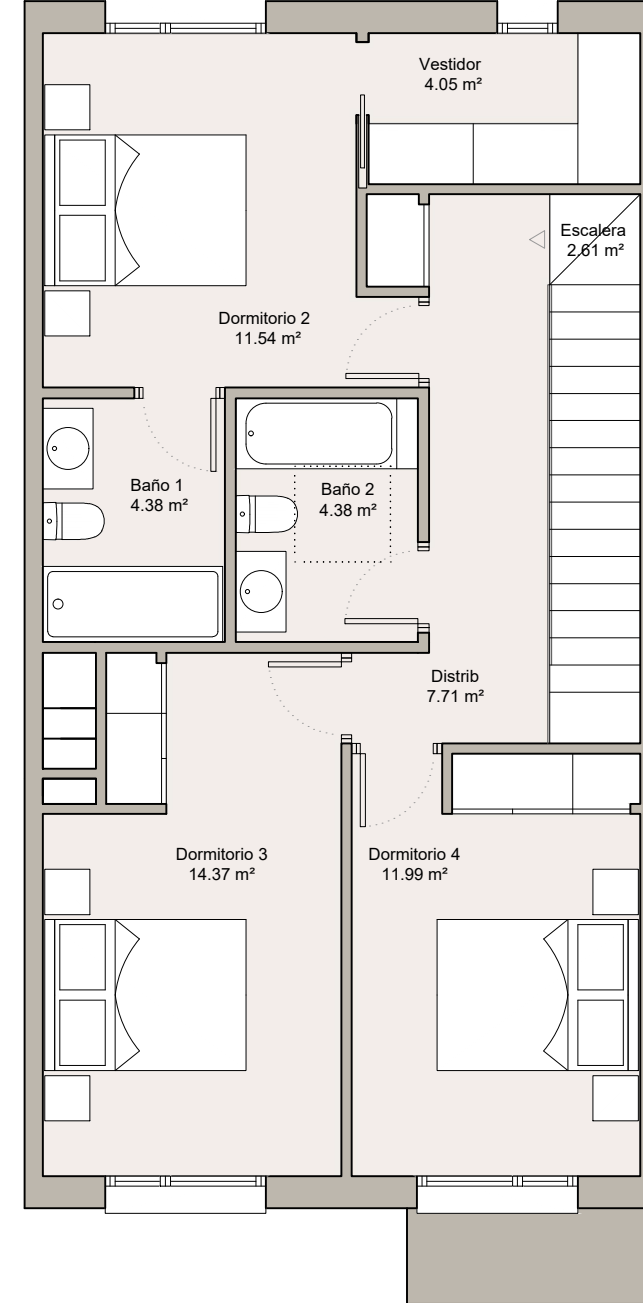 Vestidor
4.05 m²
Escalera
2.61 m²
Dormitorio 2
11.54 m²
Baño 1
4.38 m²
Baño 2
4.38 m²
Distrib
7.71 m²
Dormitorio 3
14.37 m²
Dormitorio 4
11.99 m²